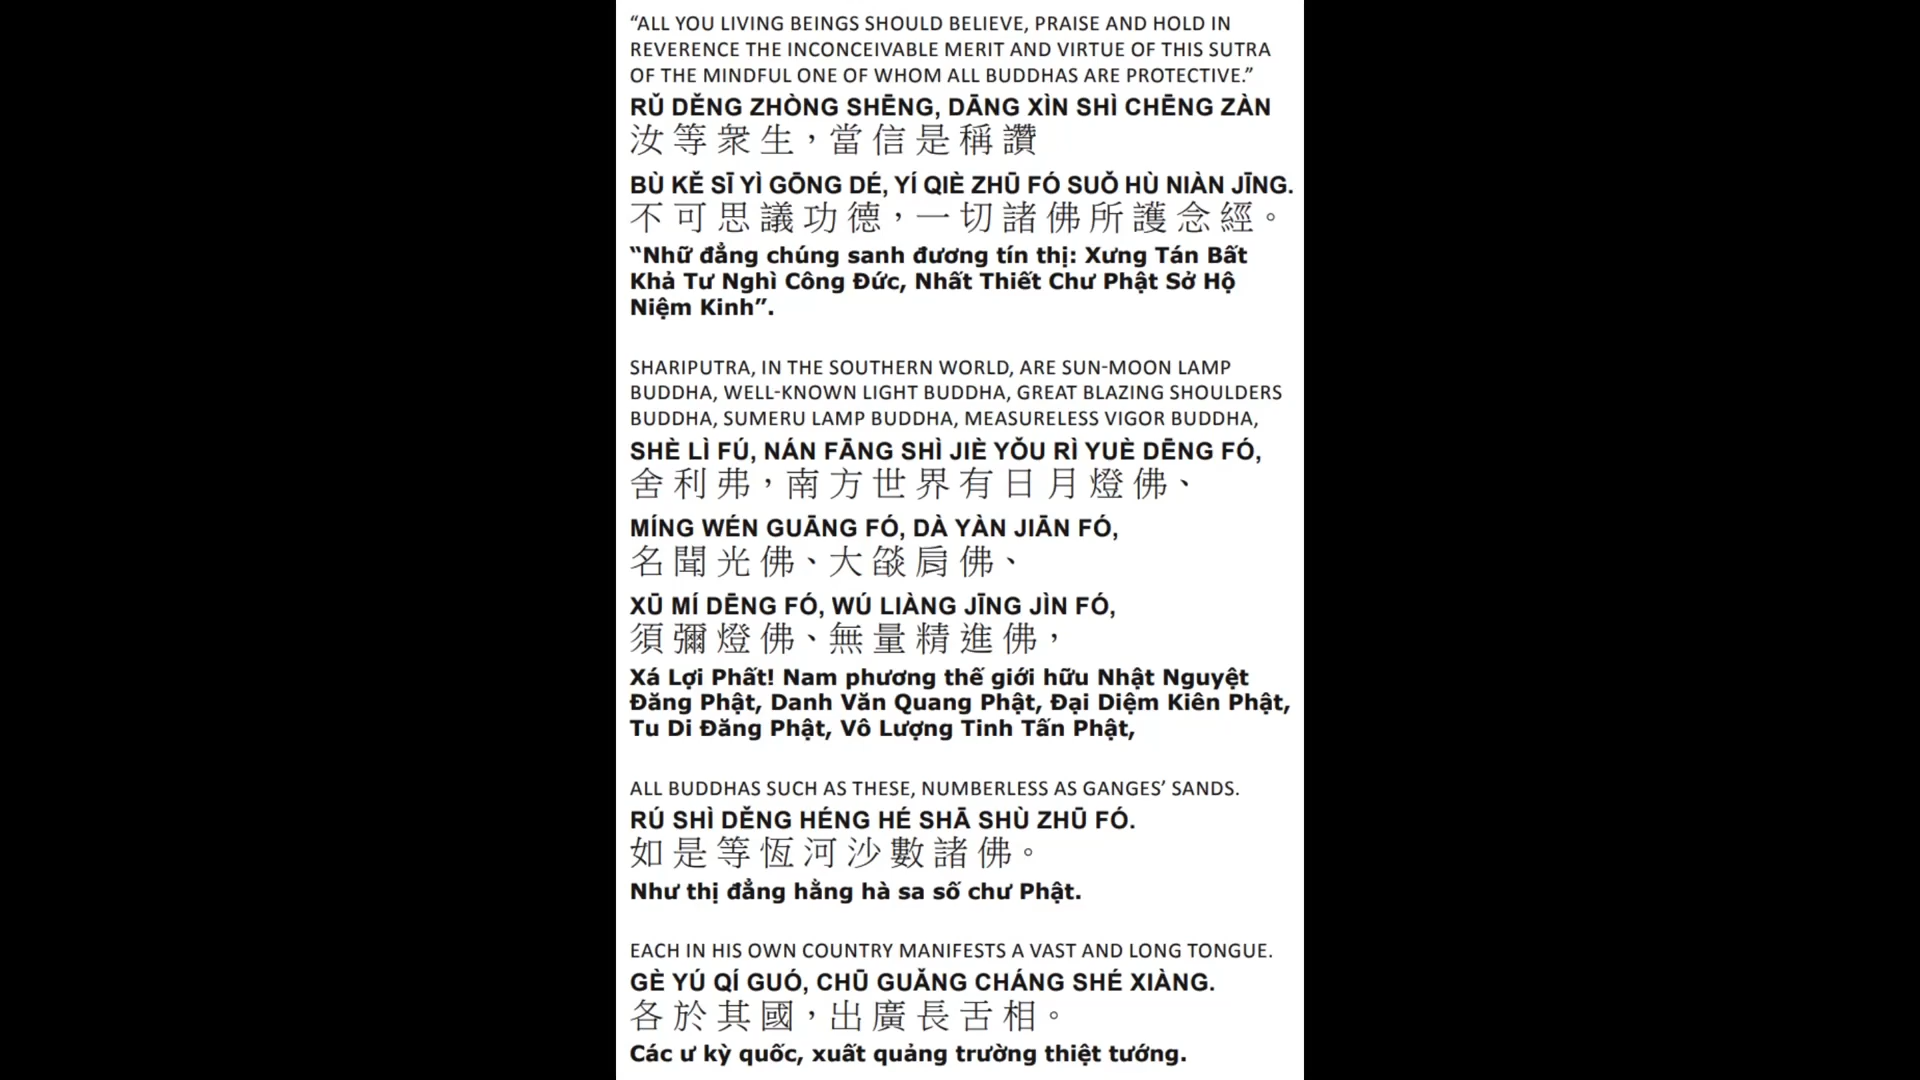 “ALL YOU LIVING BEINGS SHOULD BELIEVE, PRAISE AND HOLD IN
REVERENCE THE INCONCEIVABLE MERIT AND VIRTUE OF THIS SUTRA
OF THE MINDFUL ONE OF WHOM ALL BUDDHAS ARE PROTECTIVE.”
RǓ DĚNG ZHÒNG SHĒNG, DĀNG XÌN SHÌ CHĒNG ZÀN
汝等衆生，當信是稱讚
BÙ KĚ SĪ YÌ GŌNG DÉ, YÍ QIÈ ZHŪ FÓ SUǑ HÙ NIÀN JĪNG.
不可思議功德，一切諸佛所護念經。
“Nhữ đẳng chúng sanh đương tín thị: Xưng Tán Bất
Khả Tư Nghì Công Đức, Nhất Thiết Chư Phật Sở Hộ
Niệm Kinh”.
SHARIPUTRA, IN THE SOUTHERN WORLD, ARE SUN-MOON LAMP
BUDDHA, WELL-KNOWN LIGHT BUDDHA, GREAT BLAZING SHOULDERS
BUDDHA, SUMERU LAMP BUDDHA, MEASURELESS VIGOR BUDDHA,
SHÈ LÌ FÚ, NÁN FĀNG SHÌ JIÈ YǑU RÌ YUÈ DĒNG FÓ,
舍利弗，南方世界有日月燈佛、
MÍNG WÉN GUĀNG FÓ, DÀ YÀN JIĀN FÓ,
名聞光佛、大燄肩佛、
XŪ MÍ DĒNG FÓ, WÚ LIÀNG JĪNG JÌN FÓ,
須彌燈佛、無量精進佛，
Xá Lợi Phất! Nam phương thế giới hữu Nhật Nguyệt
Đăng Phật, Danh Văn Quang Phật, Đại Diệm Kiên Phật,
Tu Di Đăng Phật, Vô Lượng Tinh Tấn Phật,
ALL BUDDHAS SUCH AS THESE, NUMBERLESS AS GANGES’ SANDS.
RÚ SHÌ DĚNG HÉNG HÉ SHĀ SHÙ ZHŪ FÓ.
如是等恆河沙數諸佛。
Như thị đẳng hằng hà sa số chư Phật.
EACH IN HIS OWN COUNTRY MANIFESTS A VAST AND LONG TONGUE.
GÈ YÚ QÍ GUÓ, CHŪ GUǍNG CHÁNG SHÉ XIÀNG.
各於其國，出廣長舌相。
Các ư kỳ quốc, xuất quảng trường thiệt tướng.